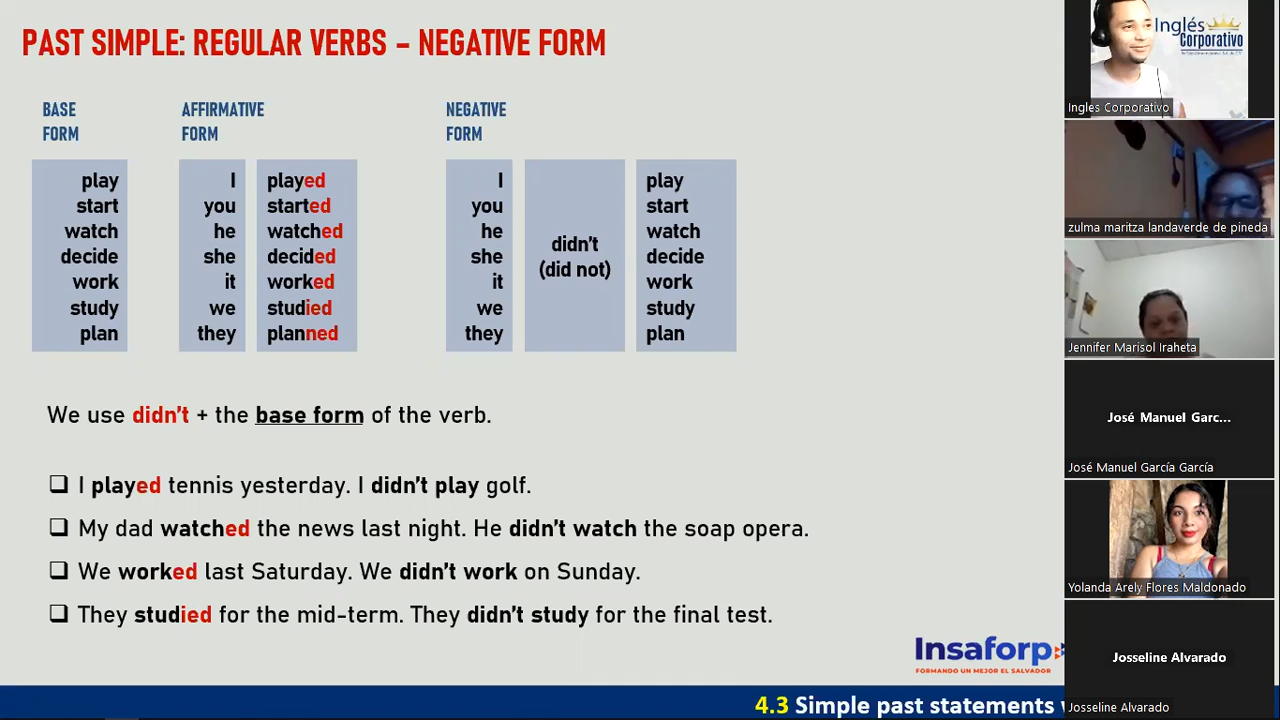 PAST SIMPLE: REGULAR VERBS – NEGATIVE FORM
BASE
FORM
AFFIRMATIVE
FORM
NEGATIVE
FORM
play
start
watch
decide
work
study
plan
I
you
he
she
it
we
they
played
started
watched
decided
worked
studied
planned
I
you
he
she
it
we
they
didn't
(did not)
play
start
watch
decide
work
study
plan
We use didn't + the base form of the verb.
❑ I played tennis yesterday. I didn't play golf.
❑ My dad watched the news last night. He didn't watch the soap opera.
❑ We worked last Saturday. We didn't work on Sunday.
❑ They studied for the mid-term. They didn't study for the final test.
Insaforp
FORMANDO UN MEJOR EL SALVADOR
4.3 Simple past statements
Inglés
Corporativo
Ingles Corporativo
zulma maritza landaverde de pineda
Jennifer Marisol Iraheta
José Manuel Garc...
José Manuel García García
Yolanda Arely Flores Maldonado
Josseline Alvarado
Josseline Alvarado